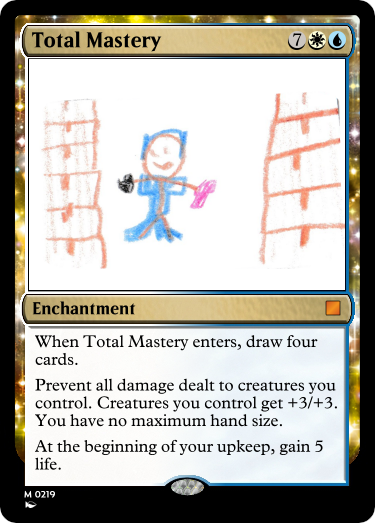 Total Mastery 7
Enchantment
When Total Mastery enters, draw four
cards.
Prevent all damage dealt to creatures you
control. Creatures you control get +3/+3.
You have no maximum hand size.
At the beginning of your upkeep, gain 5
life.
M 0219